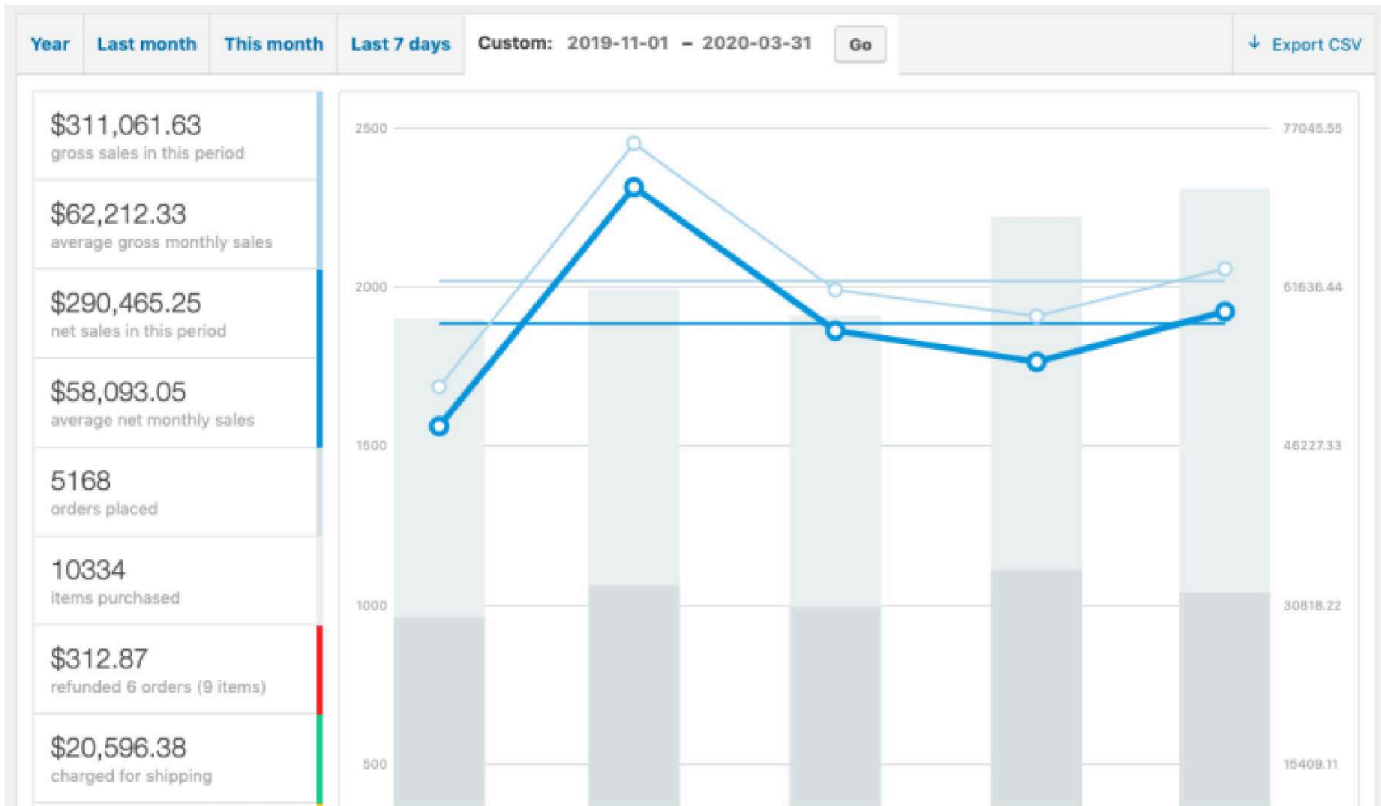 Year Last month This month Last 7 days Custom: 2019-11-01 – 2020-03-31 Go ↓ Export CSV
$311,061.63
gross sales in this period
$62,212.33
average gross monthly sales
$290,465.25
net sales in this period
$58,093.05
average net monthly sales
5168
orders placed
10334
items purchased
$312.87
refunded 6 orders (9 items)
$20,596.38
charged for shipping
2500 77045.55
2000 61636.44
1500 46227.33
1000 30818.22
500 15409.11